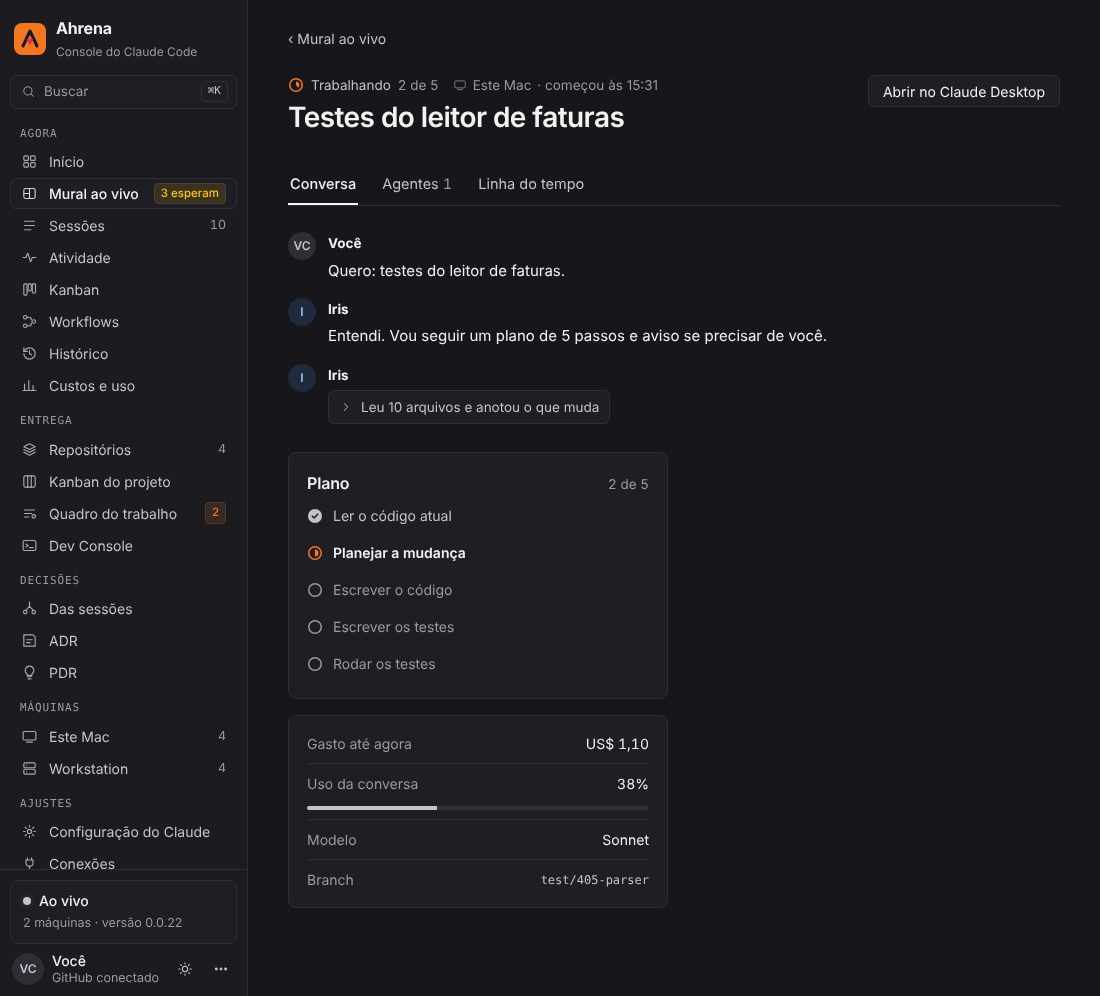 Ahrena
Console do Claude Code
Buscar ⌘K
AGORA
Início
Mural ao vivo 3 esperam
Sessões 10
Atividade
Kanban
Workflows
Histórico
Custos e uso
ENTREGA
Repositórios 4
Kanban do projeto
Quadro do trabalho 2
Dev Console
DECISÕES
Das sessões
ADR
PDR
MÁQUINAS
Este Mac 4
Workstation 4
AJUSTES
Configuração do Claude
Conexões
Ao vivo
2 máquinas · versão 0.0.22
VC Você
GitHub conectado
‹ Mural ao vivo
Trabalhando 2 de 5 Este Mac · começou às 15:31
Abrir no Claude Desktop
Testes do leitor de faturas
Conversa Agentes 1 Linha do tempo
VC Você
Quero: testes do leitor de faturas.
I Iris
Entendi. Vou seguir um plano de 5 passos e aviso se precisar de você.
I Iris
Leu 10 arquivos e anotou o que muda
Plano 2 de 5
Ler o código atual
Planejar a mudança
Escrever o código
Escrever os testes
Rodar os testes
Gasto até agora US$ 1,10
Uso da conversa 38%
Modelo Sonnet
Branch test/405-parser